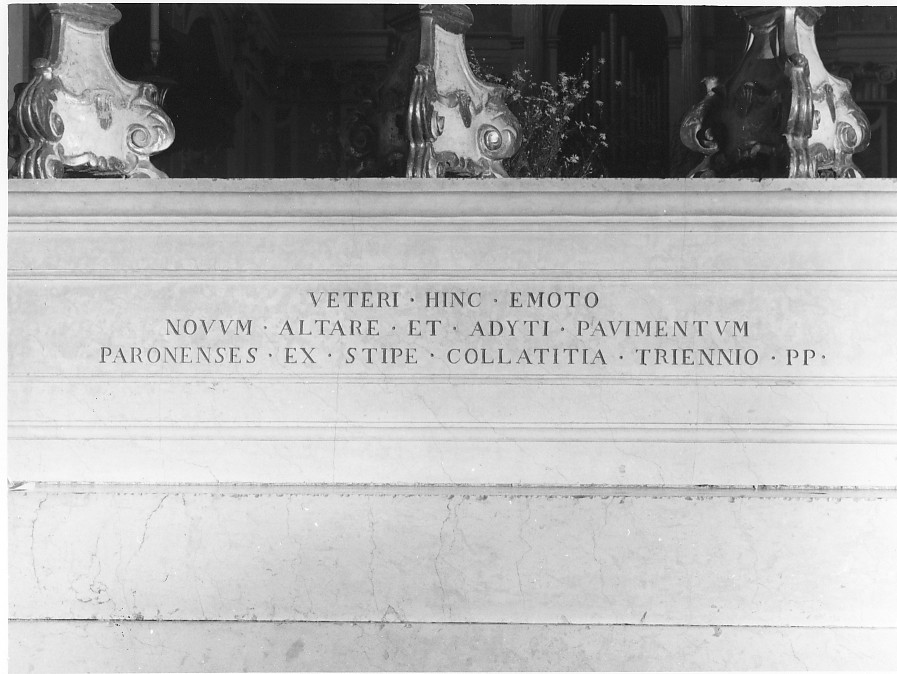 VETERI · HINC · EMOTO
NOVVM · ALTARE · ET · ADYTI · PAVIMENTVM
PARONENSES · EX · STIPE · COLLATITIA · TRIENNIO · PP ·